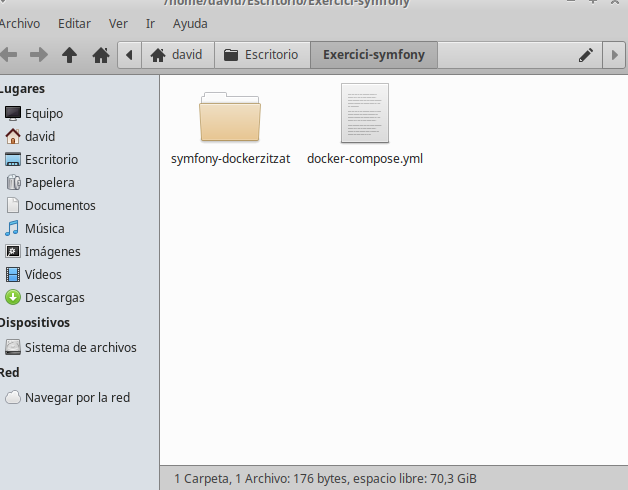 /home/david/Escritorio/Exercici-symfony
Archivo Editar Ver Ir Ayuda
david Escritorio Exercici-symfony
Lugares
Equipo
david
Escritorio
Papelera
Documentos
Música
Imágenes
Vídeos
Descargas
Dispositivos
Sistema de archivos
Red
Navegar por la red
symfony-dockerzitzat docker-compose.yml
1 Carpeta, 1 Archivo: 176 bytes, espacio libre: 70,3 GiB